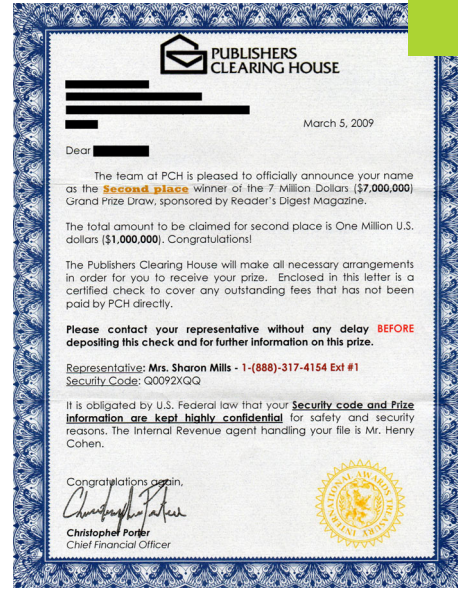 PUBLISHERS
CLEARING HOUSE
March 5, 2009
Dear
The team at PCH is pleased to officially announce your name
as the Second place winner of the 7 Million Dollars ($7,000,000)
Grand Prize Draw, sponsored by Reader's Digest Magazine.
The total amount to be claimed for second place is One Million U.S.
dollars ($1,000,000). Congratulations!
The Publishers Clearing House will make all necessary arrangements
in order for you to receive your prize. Enclosed in this letter is a
certified check to cover any outstanding fees that has not been
paid by PCH directly.
Please contact your representative without any delay BEFORE
depositing this check and for further information on this prize.
Representative: Mrs. Sharon Mills - 1-(888)-317-4154 Ext #1
Security Code: Q0092XQQ
It is obligated by U.S. Federal law that your Security code and Prize
information are kept highly confidential for safety and security
reasons. The Internal Revenue agent handling your file is Mr. Henry
Cohen.
Congratulations again,
Christopher Porter
Chief Financial Officer
INTERNATIONAL AWARDS TREASURY